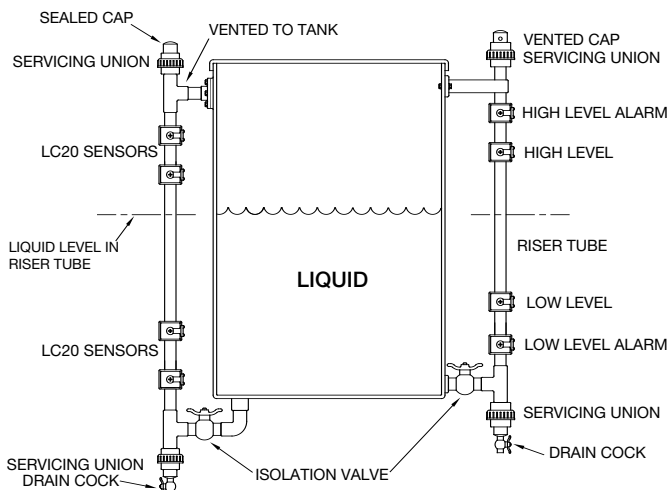 SEALED CAP
VENTED TO TANK
SERVICING UNION
VENTED CAP
SERVICING UNION
HIGH LEVEL ALARM
LC20 SENSORS
HIGH LEVEL
LIQUID LEVEL IN
RISER TUBE
RISER TUBE
LIQUID
LOW LEVEL
LC20 SENSORS
LOW LEVEL ALARM
SERVICING UNION
DRAIN COCK
ISOLATION VALVE
SERVICING UNION
DRAIN COCK